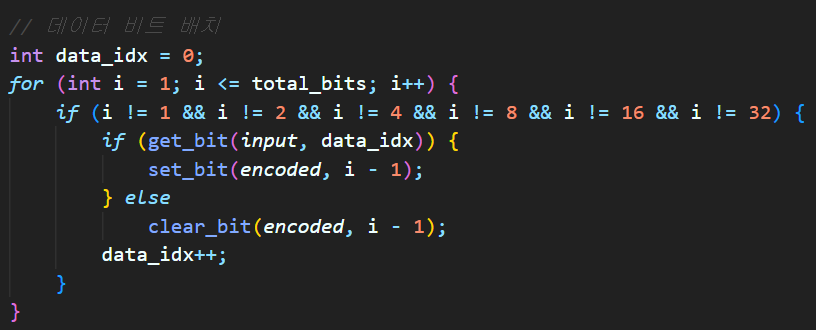 // 데이터 비트 배치
int data_idx = 0;
for (int i = 1; i <= total_bits; i++) {
    if (i != 1 && i != 2 && i != 4 && i != 8 && i != 16 && i != 32) {
        if (get_bit(input, data_idx)) {
            set_bit(encoded, i - 1);
        } else
            clear_bit(encoded, i - 1);
        data_idx++;
    }
}